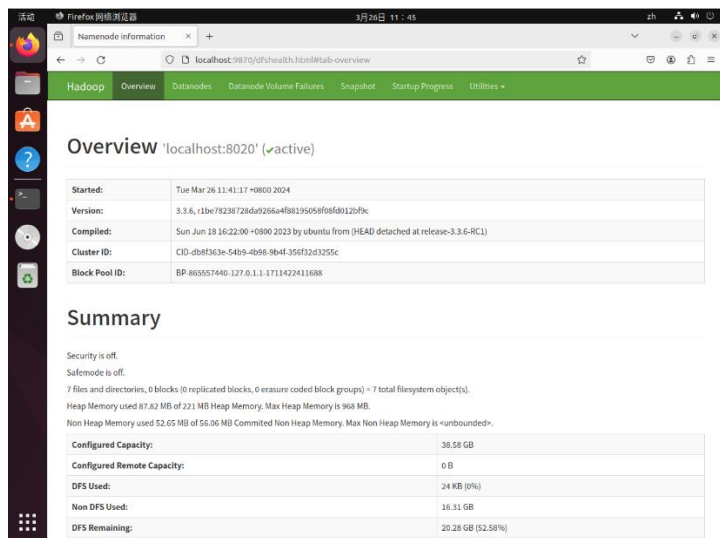 活动 Firefox 网络浏览器 3月26日 11：45 zh
Namenode information
localhost:9870/dfshealth.html#tab-overview
Hadoop Overview Datanodes Datanode Volume Failures Snapshot Startup Progress Utilities
Overview 'localhost:8020' (✔active)
Started: Tue Mar 26 11:41:17 +0800 2024
Version: 3.3.6, r1be78238728da9266a4f88195058f08fd012bf9c
Compiled: Sun Jun 18 16:22:00 +0800 2023 by ubuntu from (HEAD detached at release-3.3.6-RC1)
Cluster ID: CID-db8f363e-54b9-4b98-9b4f-356f32d3255c
Block Pool ID: BP-865557440-127.0.1.1-1711422411688
Summary
Security is off.
Safemode is off.
7 files and directories, 0 blocks (0 replicated blocks, 0 erasure coded block groups) = 7 total filesystem object(s).
Heap Memory used 87.82 MB of 221 MB Heap Memory. Max Heap Memory is 968 MB.
Non Heap Memory used 52.65 MB of 56.06 MB Commited Non Heap Memory. Max Non Heap Memory is <unbounded>.
Configured Capacity: 38.58 GB
Configured Remote Capacity: 0 B
DFS Used: 24 KB (0%)
Non DFS Used: 16.31 GB
DFS Remaining: 20.28 GB (52.58%)